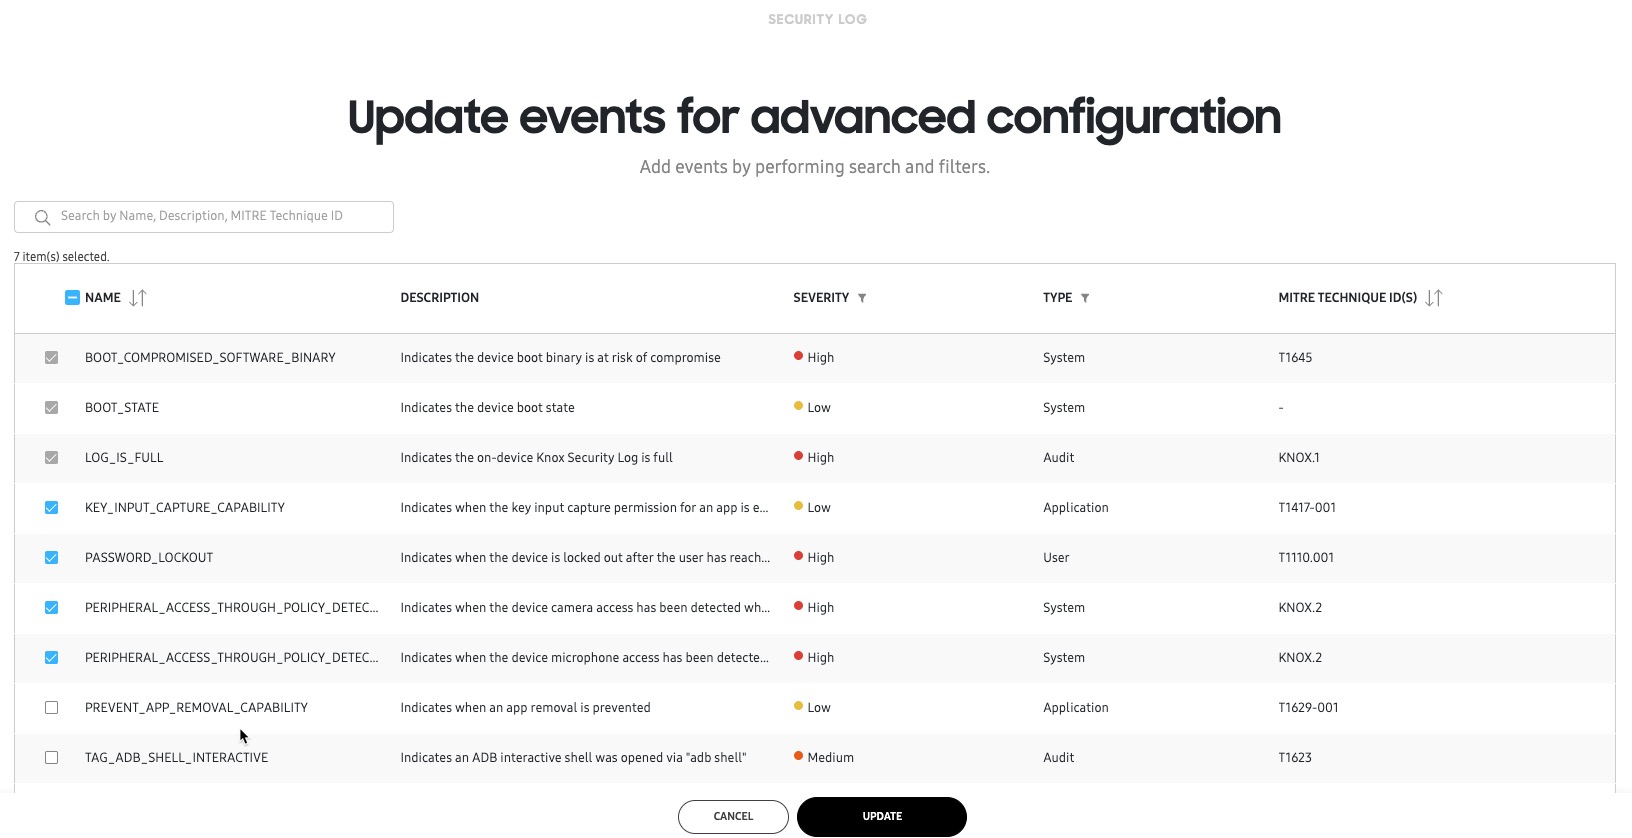 SECURITY LOG
Update events for advanced configuration
Add events by performing search and filters.
Search by Name, Description, MITRE Technique ID
7 item(s) selected.
NAME DESCRIPTION SEVERITY TYPE MITRE TECHNIQUE ID(S)
BOOT_COMPROMISED_SOFTWARE_BINARY Indicates the device boot binary is at risk of compromise High System T1645
BOOT_STATE Indicates the device boot state Low System -
LOG_IS_FULL Indicates the on-device Knox Security Log is full High Audit KNOX.1
KEY_INPUT_CAPTURE_CAPABILITY Indicates when the key input capture permission for an app is e... Low Application T1417-001
PASSWORD_LOCKOUT Indicates when the device is locked out after the user has reach... High User T1110.001
PERIPHERAL_ACCESS_THROUGH_POLICY_DETEC... Indicates when the device camera access has been detected wh... High System KNOX.2
PERIPHERAL_ACCESS_THROUGH_POLICY_DETEC... Indicates when the device microphone access has been detecte... High System KNOX.2
PREVENT_APP_REMOVAL_CAPABILITY Indicates when an app removal is prevented Low Application T1629-001
TAG_ADB_SHELL_INTERACTIVE Indicates an ADB interactive shell was opened via "adb shell" Medium Audit T1623
CANCEL UPDATE